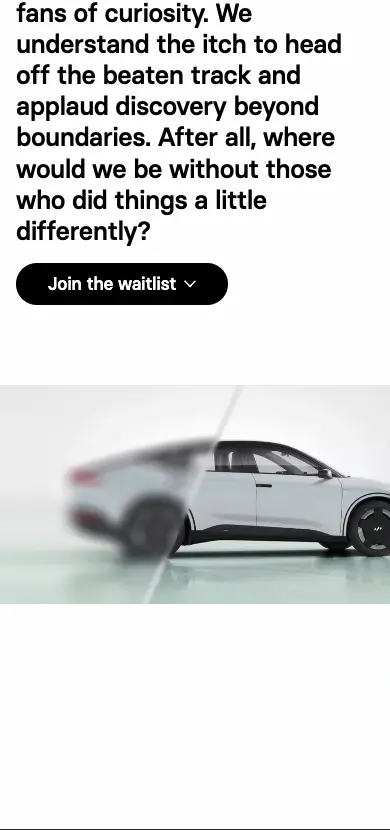 fans of curiosity. We
understand the itch to head
off the beaten track and
applaud discovery beyond
boundaries. After all, where
would we be without those
who did things a little
differently?
Join the waitlist